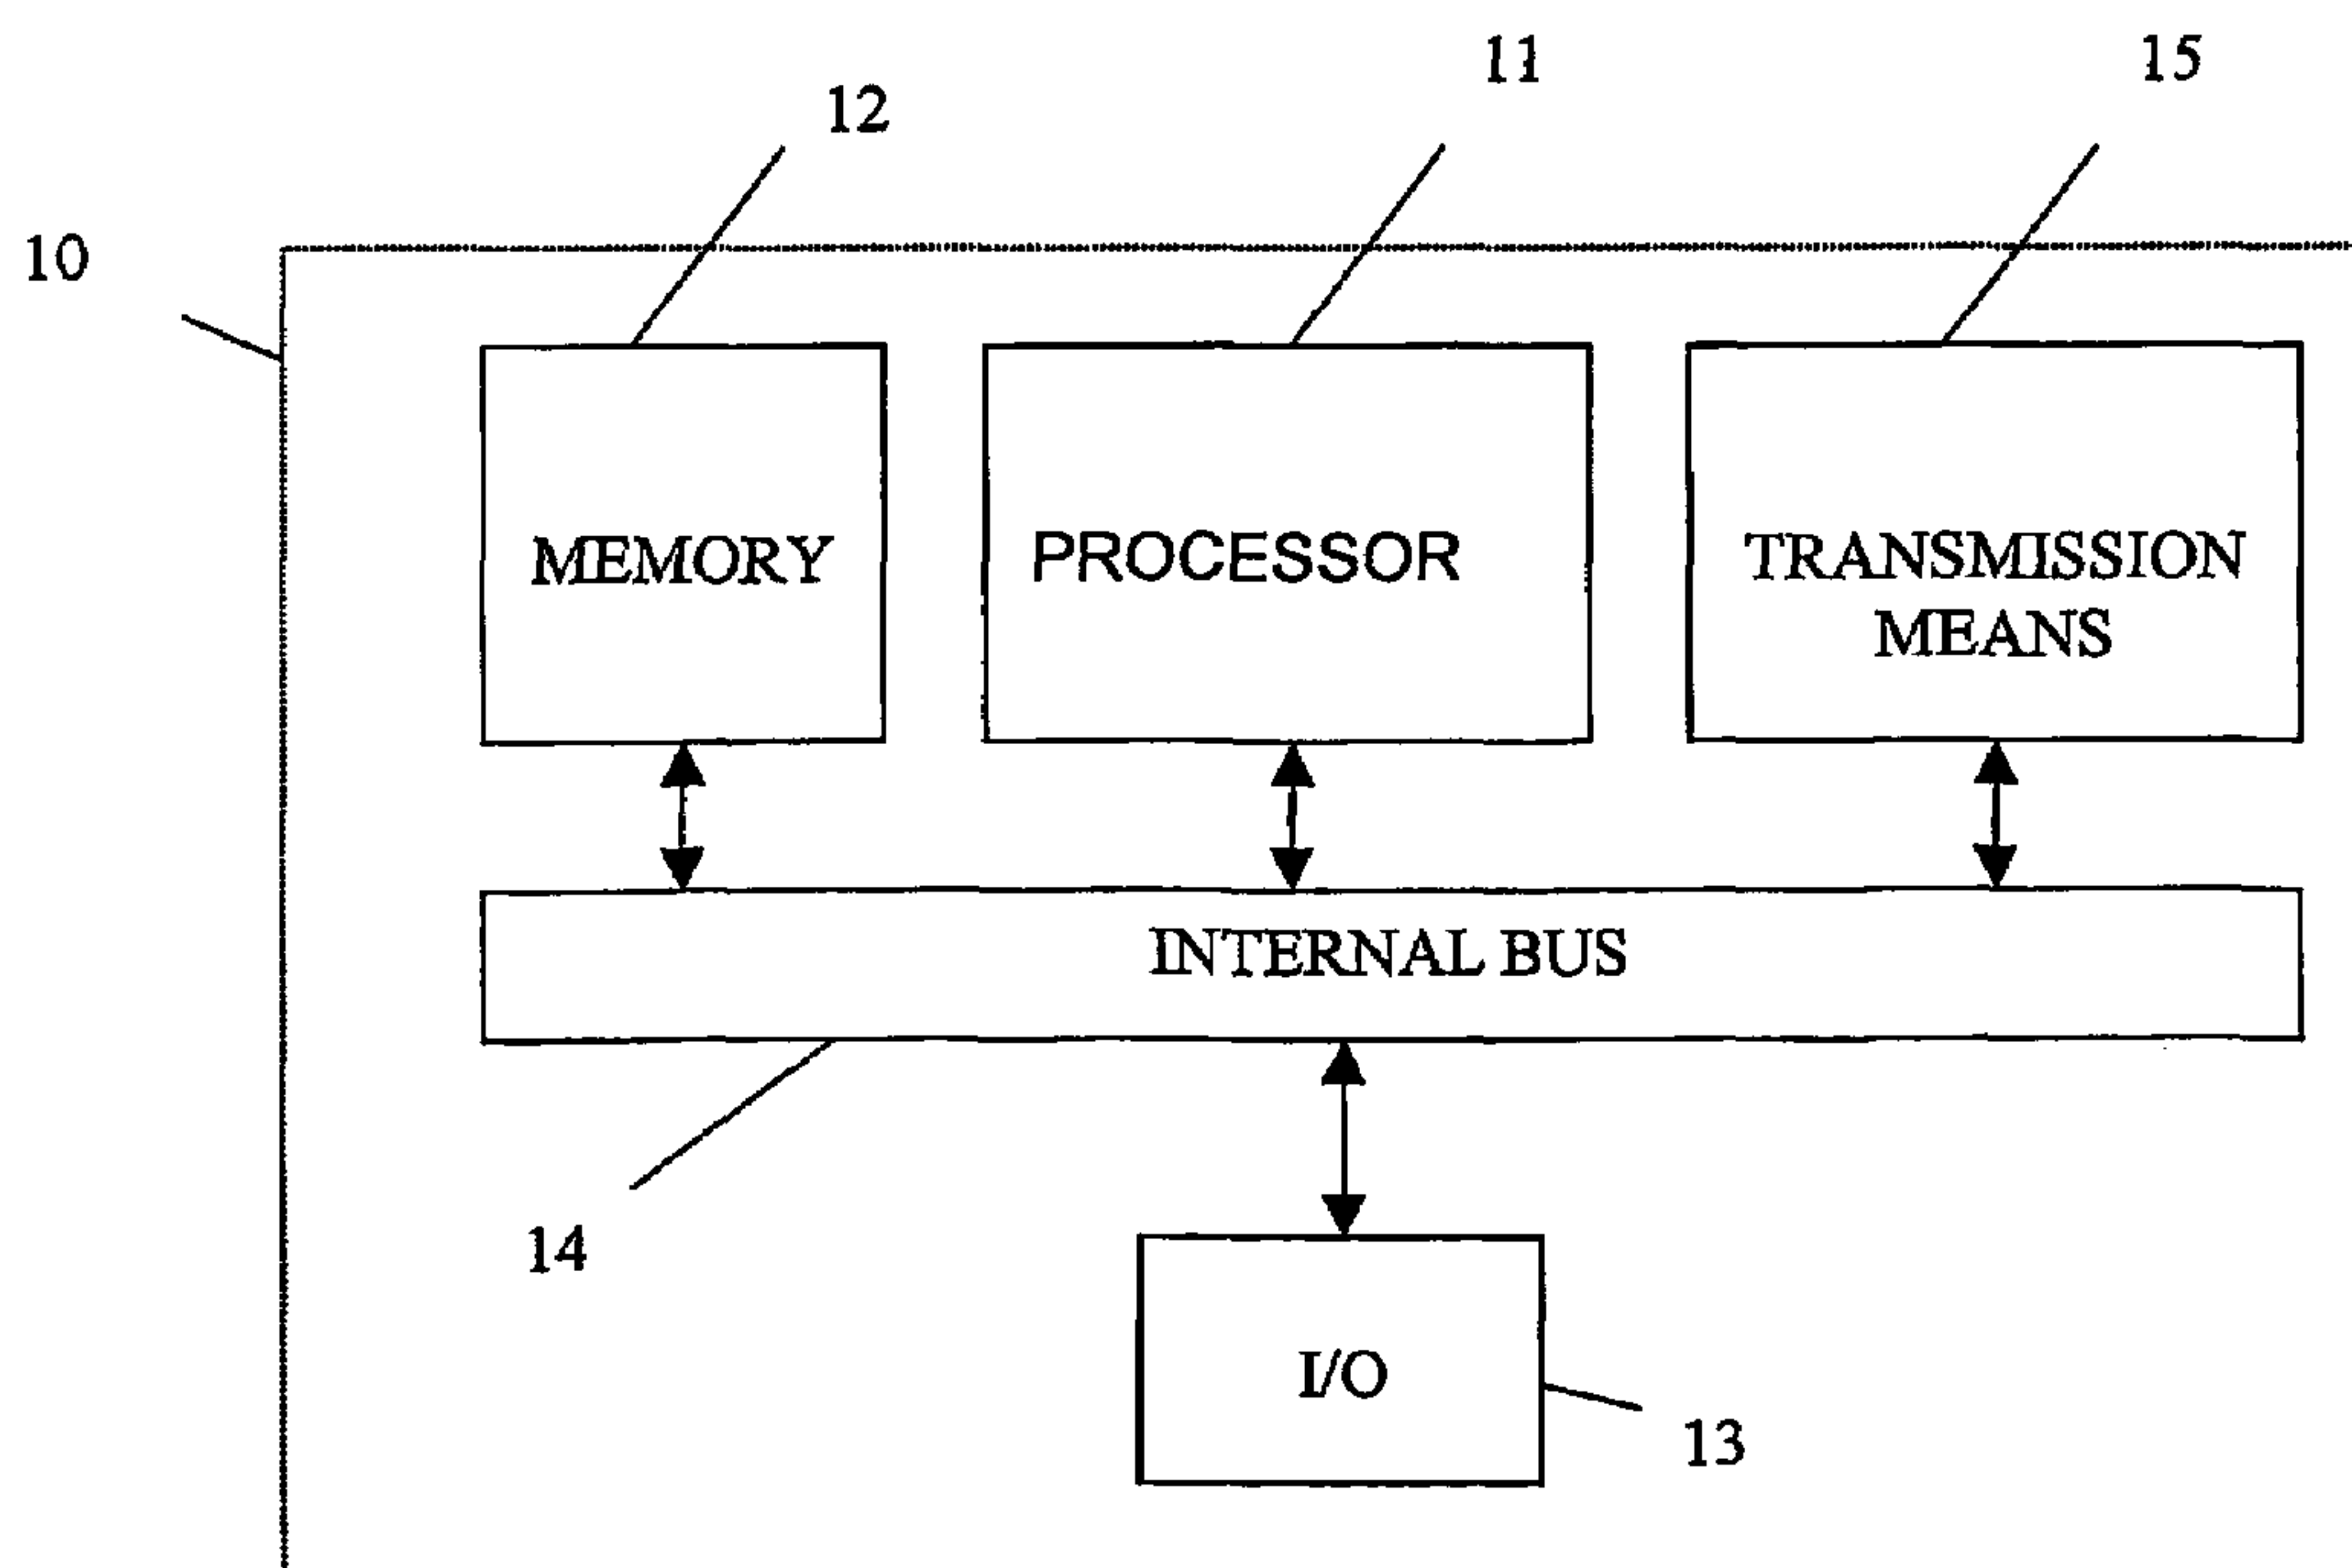 11
15
12
10
MEMORY
PROCESSOR
TRANSMISSION
MEANS
INTERNAL BUS
14
I/O
13